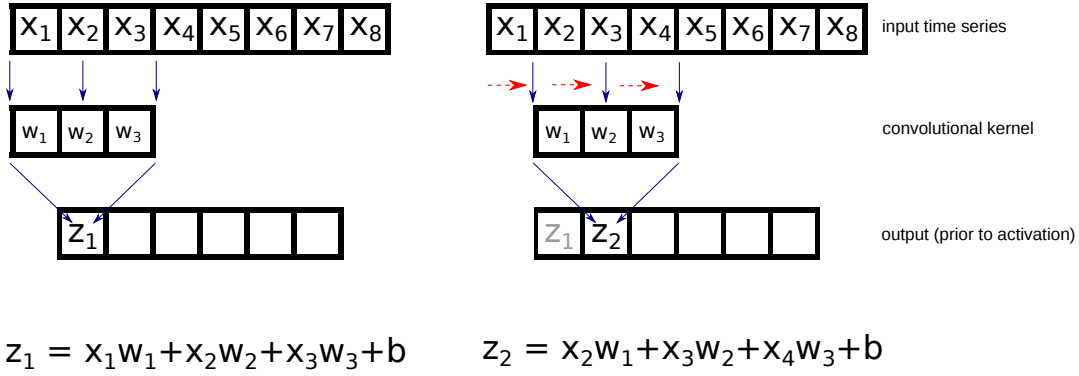 x₁ x₂ x₃ x₄ x₅ x₆ x₇ x₈
x₁ x₂ x₃ x₄ x₅ x₆ x₇ x₈
input time series
w₁ w₂ w₃
w₁ w₂ w₃
convolutional kernel
z₁
z₁ z₂
output (prior to activation)
z₁ = x₁w₁+x₂w₂+x₃w₃+b
z₂ = x₂w₁+x₃w₂+x₄w₃+b